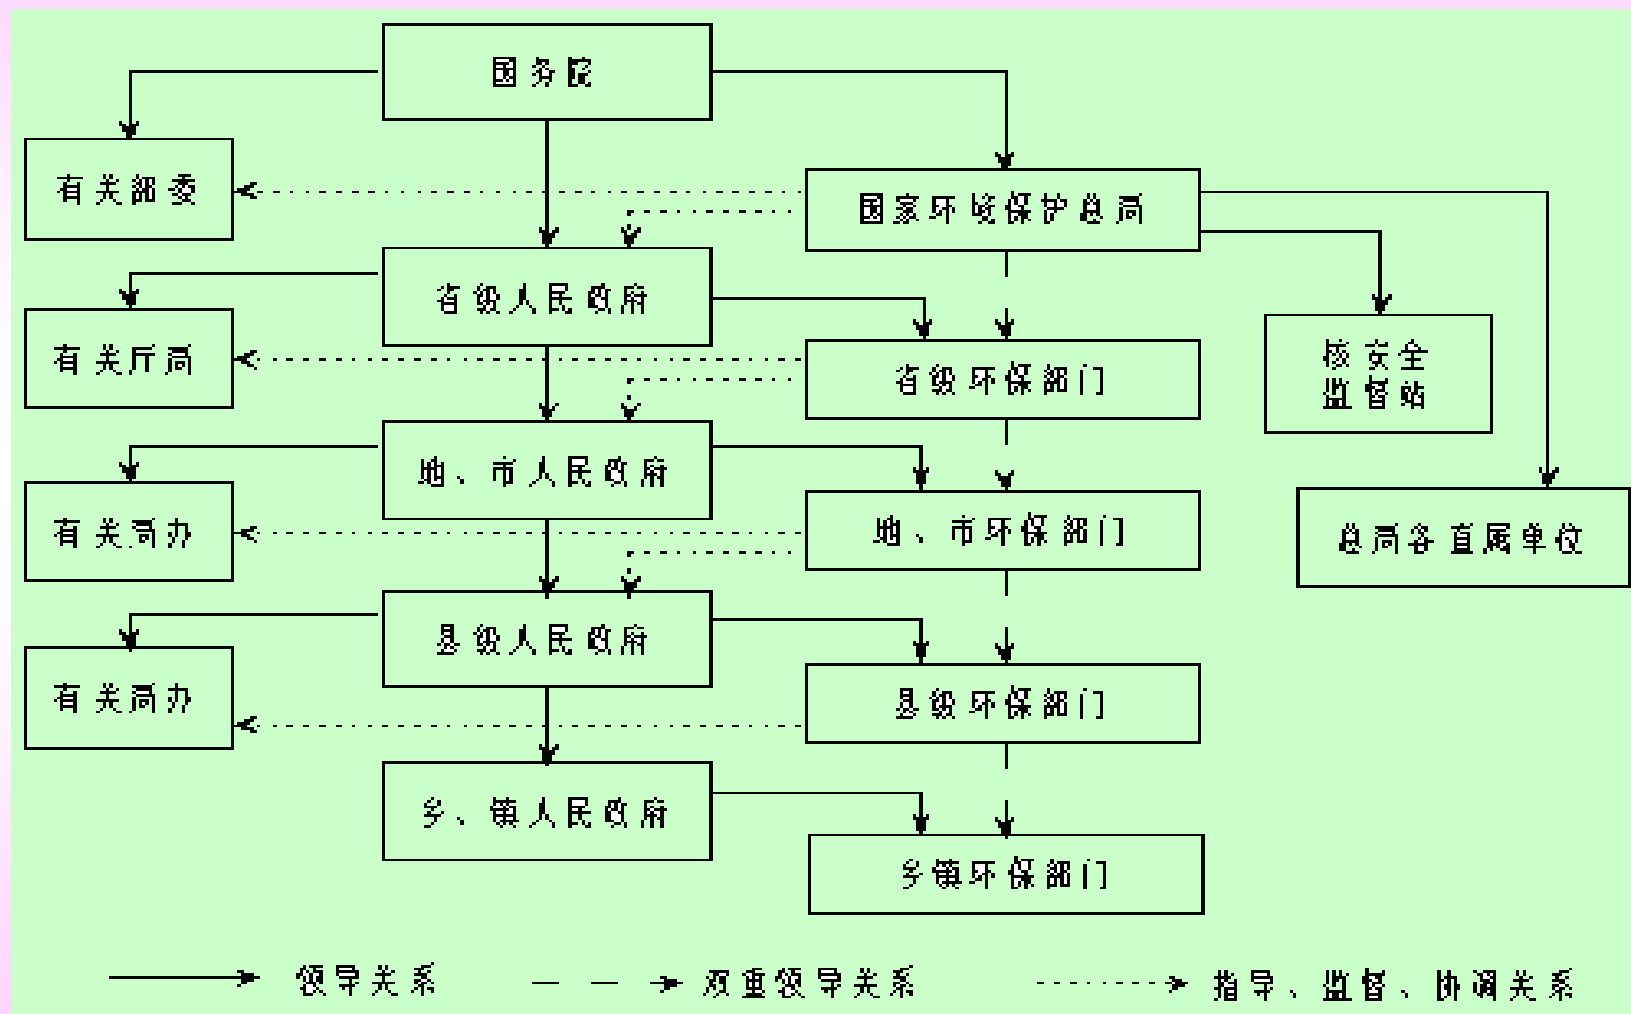 国务院
有关部委
国家环境保护总局
省级人民政府
有关厅局
省级环保部门
核安全
监督站
地、市人民政府
有关局办
地、市环保部门
总局各直属单位
县级人民政府
有关局办
县级环保部门
乡、镇人民政府
乡镇环保部门
领导关系
双重领导关系
指导、监督、协调关系